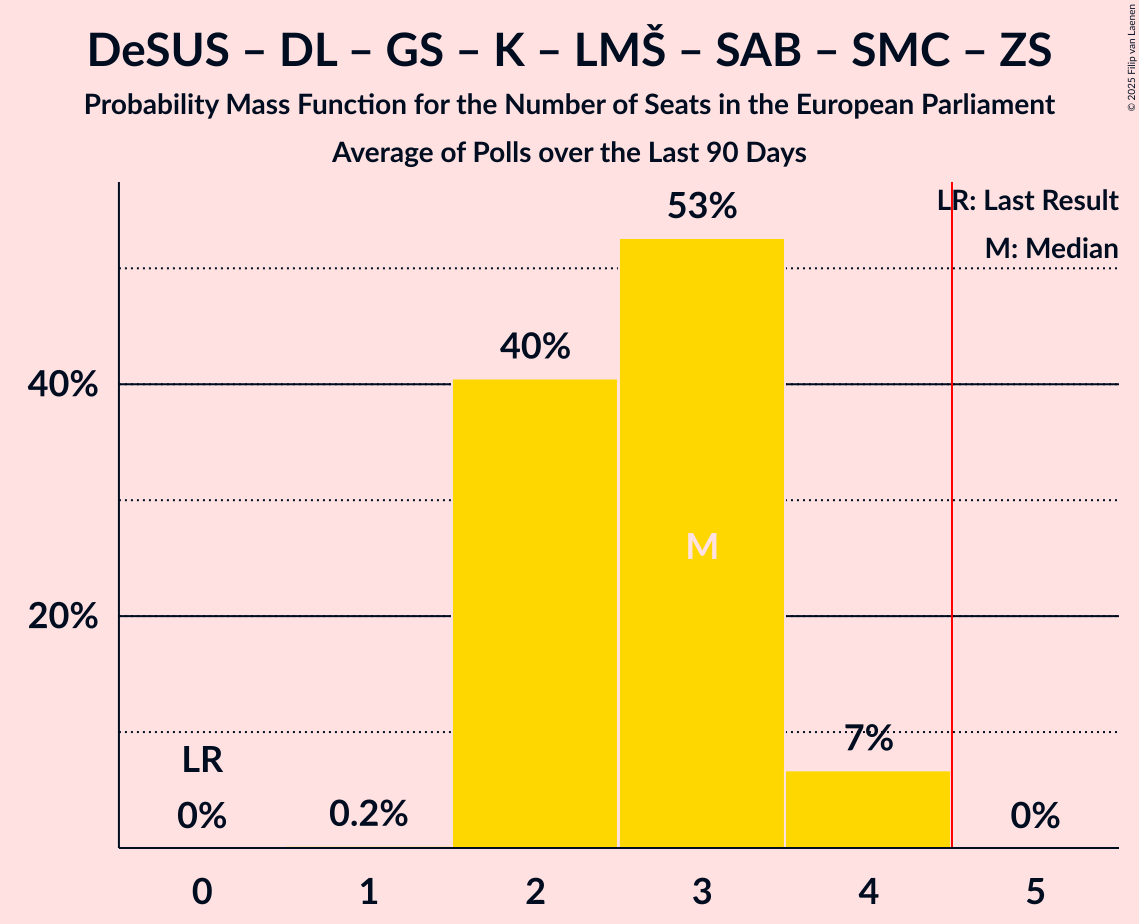 DeSUS – DL – GS – K – LMŠ – SAB – SMC – ZS
Probability Mass Function for the Number of Seats in the European Parliament
Average of Polls over the Last 90 Days
© 2025 Filip van Laenen
LR: Last Result
M: Median
53%
40%
40%
M
20%
7%
LR
0%
0.2%
0%
0 1 2 3 4 5